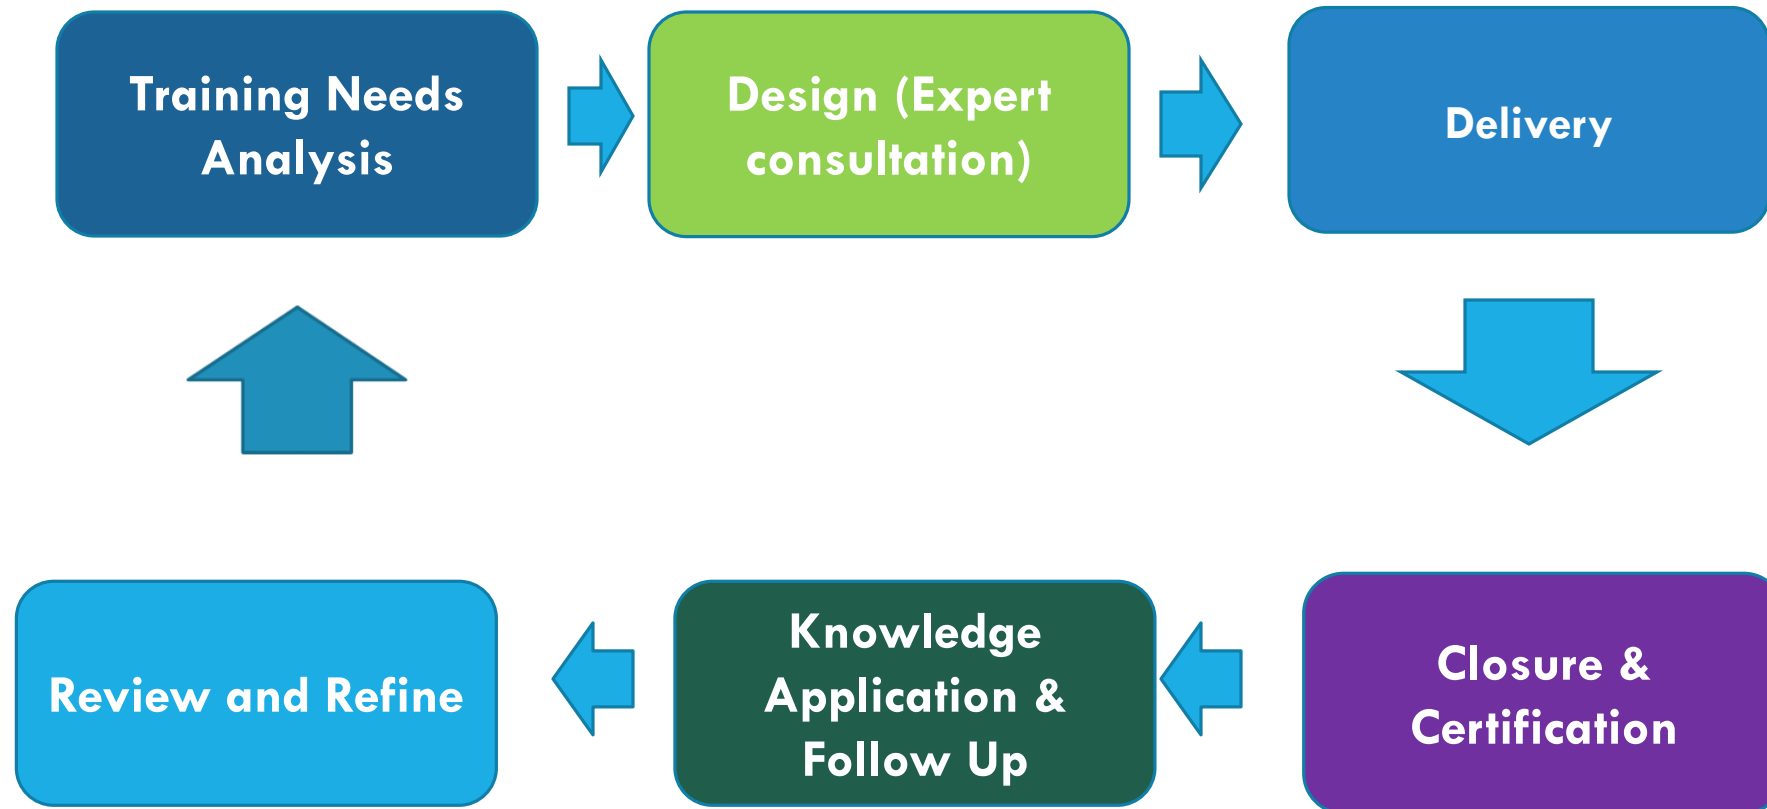 Training Needs
Analysis
Design (Expert
consultation)
Delivery
Review and Refine
Knowledge
Application &
Follow Up
Closure &
Certification